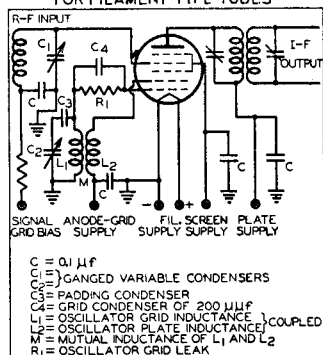 FOR FILAMENT TYPE TUBES
R-F INPUT
C1
C
C4
R1
C3
C2
L1
L2
M
C
I-F
OUTPUT
C
C
- +
SIGNAL GRID BIAS
ANODE-GRID SUPPLY
FIL. SUPPLY
SCREEN SUPPLY
PLATE SUPPLY
C = 0.1 µf
C1 =
C2 = } GANGED VARIABLE CONDENSERS
C3 = PADDING CONDENSER
C4 = GRID CONDENSER OF 200 µµf
L1 = OSCILLATOR GRID INDUCTANCE
L2 = OSCILLATOR PLATE INDUCTANCE } COUPLED
M = MUTUAL INDUCTANCE OF L1 AND L2
R1 = OSCILLATOR GRID LEAK